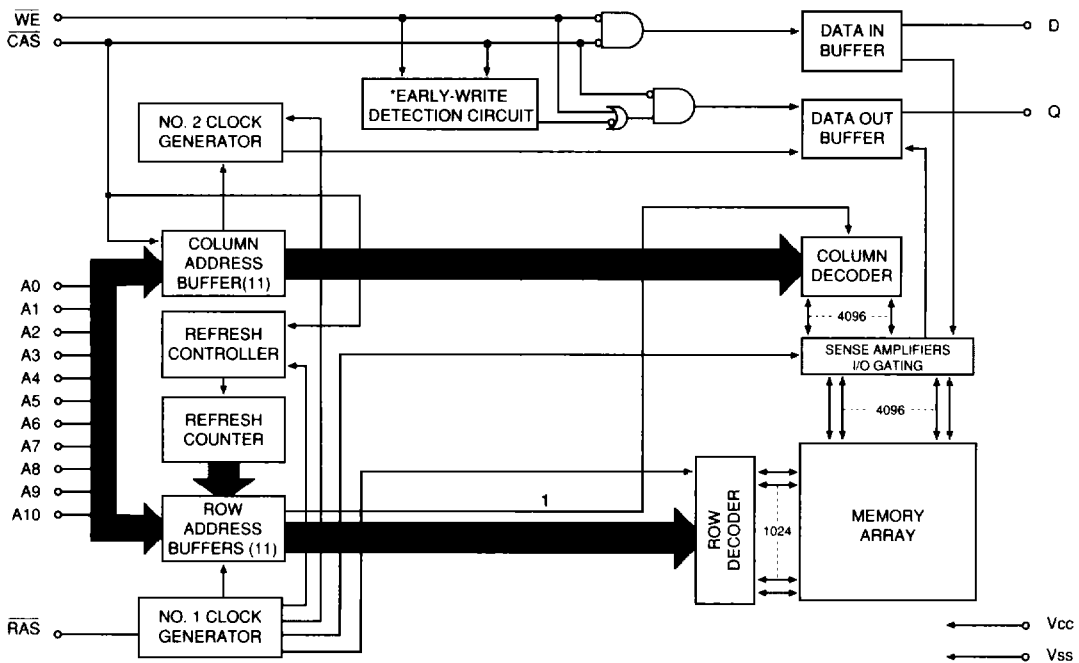 WE
CAS
D
DATA IN
BUFFER
*EARLY-WRITE
DETECTION CIRCUIT
NO. 2 CLOCK
GENERATOR
DATA OUT
BUFFER
Q
COLUMN
ADDRESS
BUFFER(11)
COLUMN
DECODER
A0
A1
A2
A3
A4
A5
A6
A7
A8
A9
A10
REFRESH
CONTROLLER
4096
SENSE AMPLIFIERS
I/O GATING
REFRESH
COUNTER
4096
ROW
ADDRESS
BUFFERS (11)
1
ROW
DECODER
1024
MEMORY
ARRAY
RAS
NO. 1 CLOCK
GENERATOR
Vcc
Vss